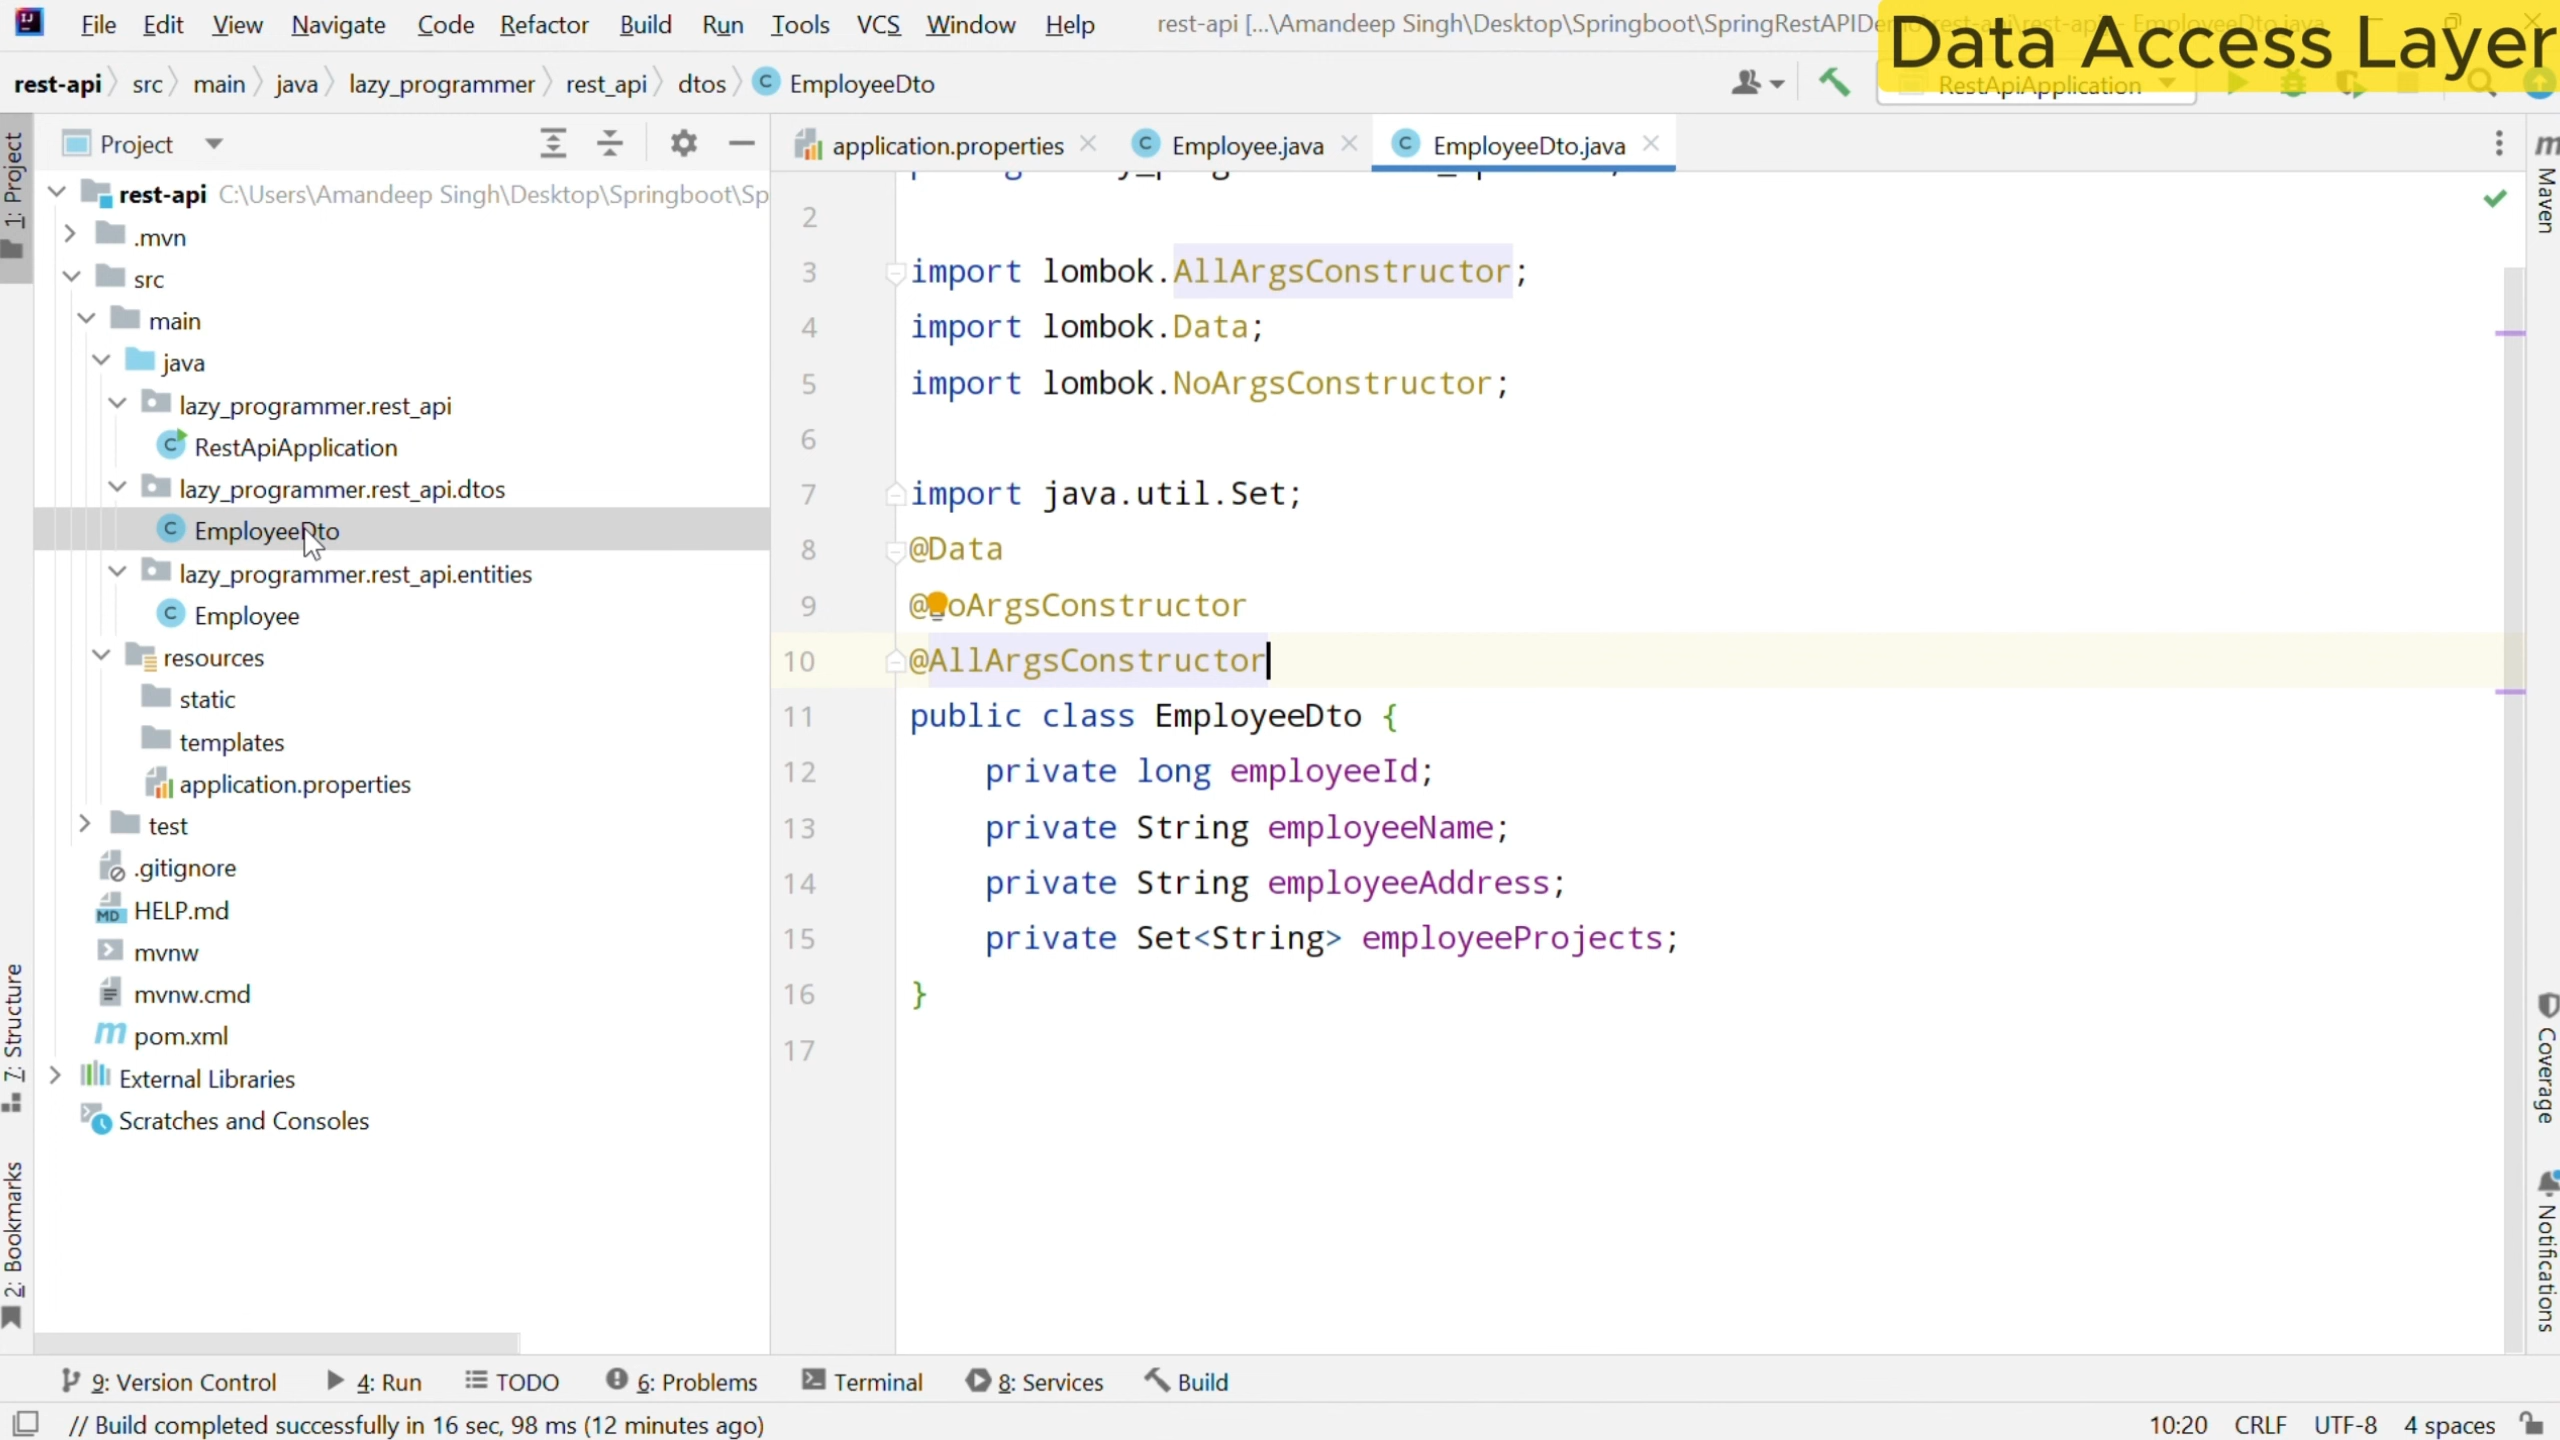 File Edit View Navigate Code Refactor Build Run Tools VCS Window Help rest-api [...\Amandeep Singh\Desktop\Springboot\SpringRestAPIDe
Data Access Layer
rest-api src main java lazy_programmer rest_api dtos EmployeeDto RestApiApplication
Project
application.properties Employee.java EmployeeDto.java
1: Project
Maven
rest-api C:\Users\Amandeep Singh\Desktop\Springboot\Sp
.mvn
src
main
java
lazy_programmer.rest_api
RestApiApplication
lazy_programmer.rest_api.dtos
EmployeeDto
lazy_programmer.rest_api.entities
Employee
resources
static
templates
application.properties
test
.gitignore
HELP.md
mvnw
mvnw.cmd
pom.xml
External Libraries
Scratches and Consoles
7: Structure
2: Bookmarks
2
3 import lombok.AllArgsConstructor;
4 import lombok.Data;
5 import lombok.NoArgsConstructor;
6
7 import java.util.Set;
8 @Data
9 @oArgsConstructor
10 @AllArgsConstructor
11 public class EmployeeDto {
12 private long employeeId;
13 private String employeeName;
14 private String employeeAddress;
15 private Set<String> employeeProjects;
16 }
17
Coverage
Notifications
9: Version Control 4: Run TODO 6: Problems Terminal 8: Services Build
// Build completed successfully in 16 sec, 98 ms (12 minutes ago) 10:20 CRLF UTF-8 4 spaces